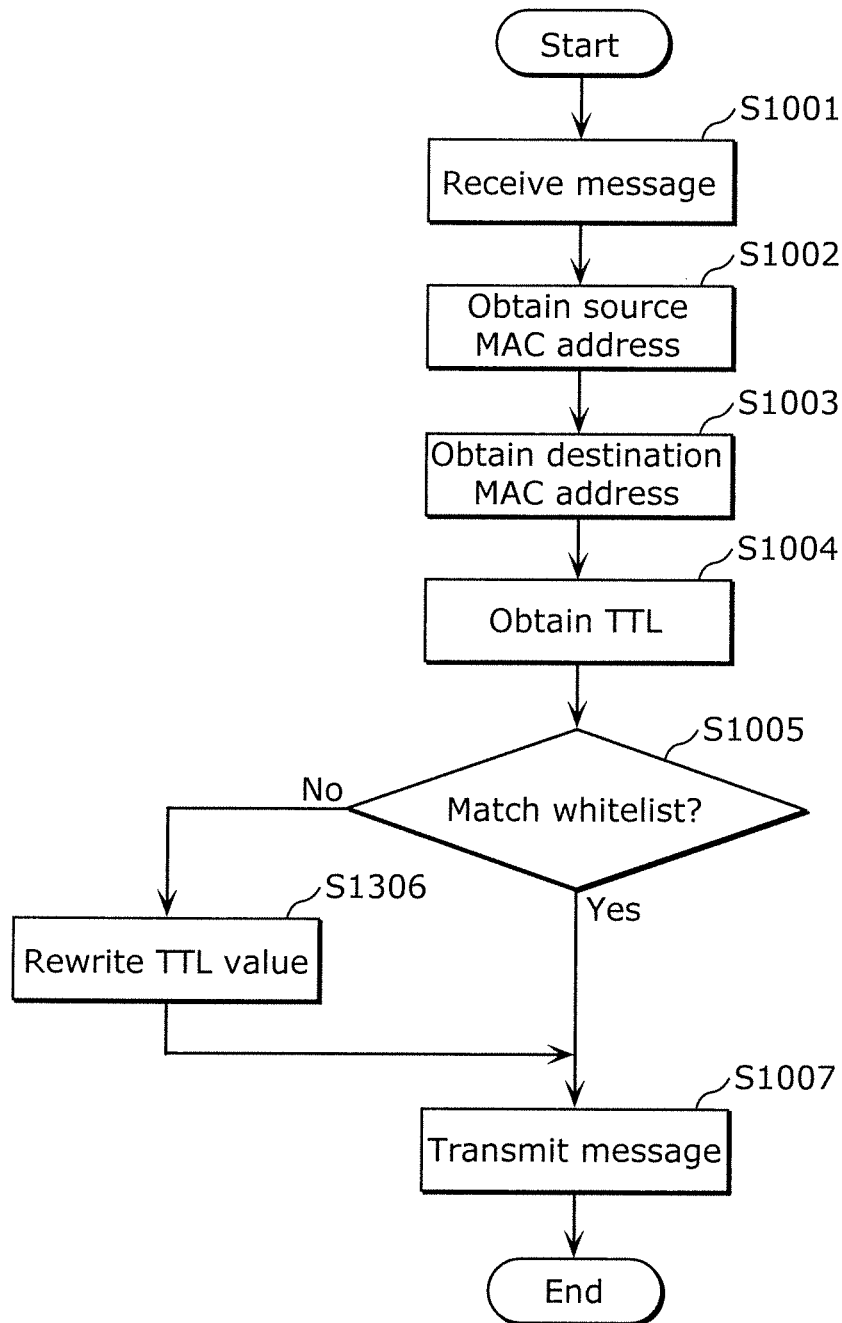 Start
S1001
Receive message
S1002
Obtain source
MAC address
S1003
Obtain destination
MAC address
S1004
Obtain TTL
S1005
Match whitelist?
No
Yes
S1306
Rewrite TTL value
S1007
Transmit message
End